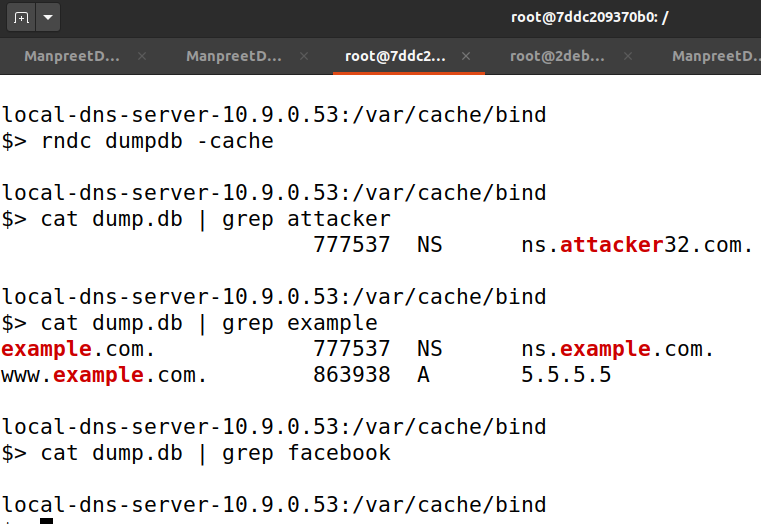 root@7ddc209370b0: /
ManpreetD... × ManpreetD... × root@7ddc2... × root@2deb... × ManpreetD...
local-dns-server-10.9.0.53:/var/cache/bind
$> rndc dumpdb -cache
local-dns-server-10.9.0.53:/var/cache/bind
$> cat dump.db | grep attacker
777537 NS ns.attacker32.com.
local-dns-server-10.9.0.53:/var/cache/bind
$> cat dump.db | grep example
example.com. 777537 NS ns.example.com.
www.example.com. 863938 A 5.5.5.5
local-dns-server-10.9.0.53:/var/cache/bind
$> cat dump.db | grep facebook
local-dns-server-10.9.0.53:/var/cache/bind
$>